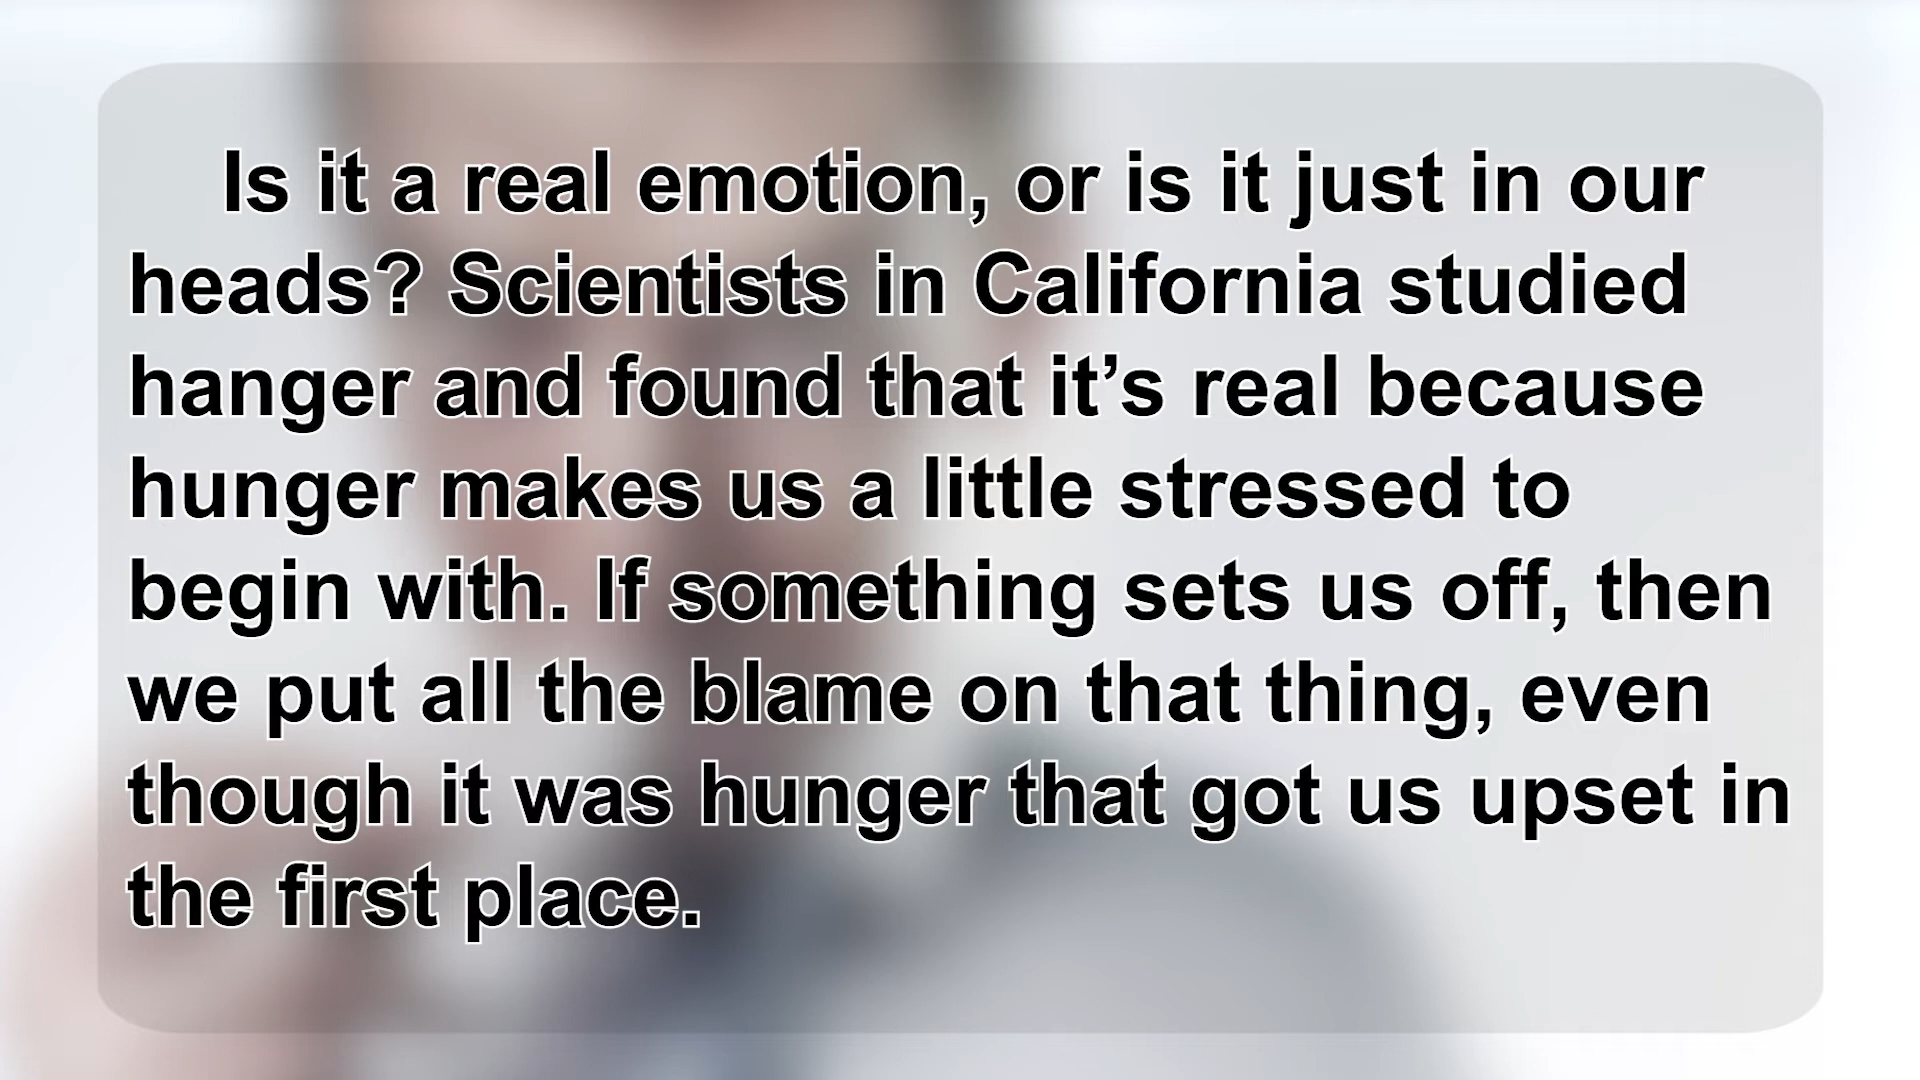 Is it a real emotion, or is it just in our
heads? Scientists in California studied
hanger and found that it’s real because
hunger makes us a little stressed to
begin with. If something sets us off, then
we put all the blame on that thing, even
though it was hunger that got us upset in
the first place.